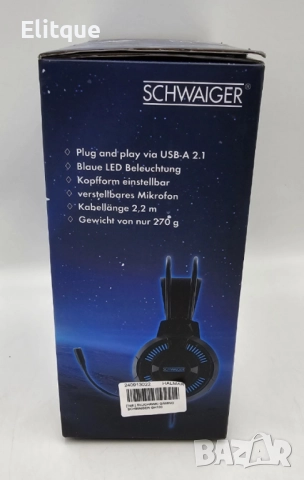 Elitque
SCHWAIGER®
◊ Plug and play via USB-A 2.1
◊ Blaue LED Beleuchtung
◊ Kopfform einstellbar
◊ verstellbares Mikrofon
◊ Kabellänge 2,2 m
◊ Gewicht von nur 270 g
bazar